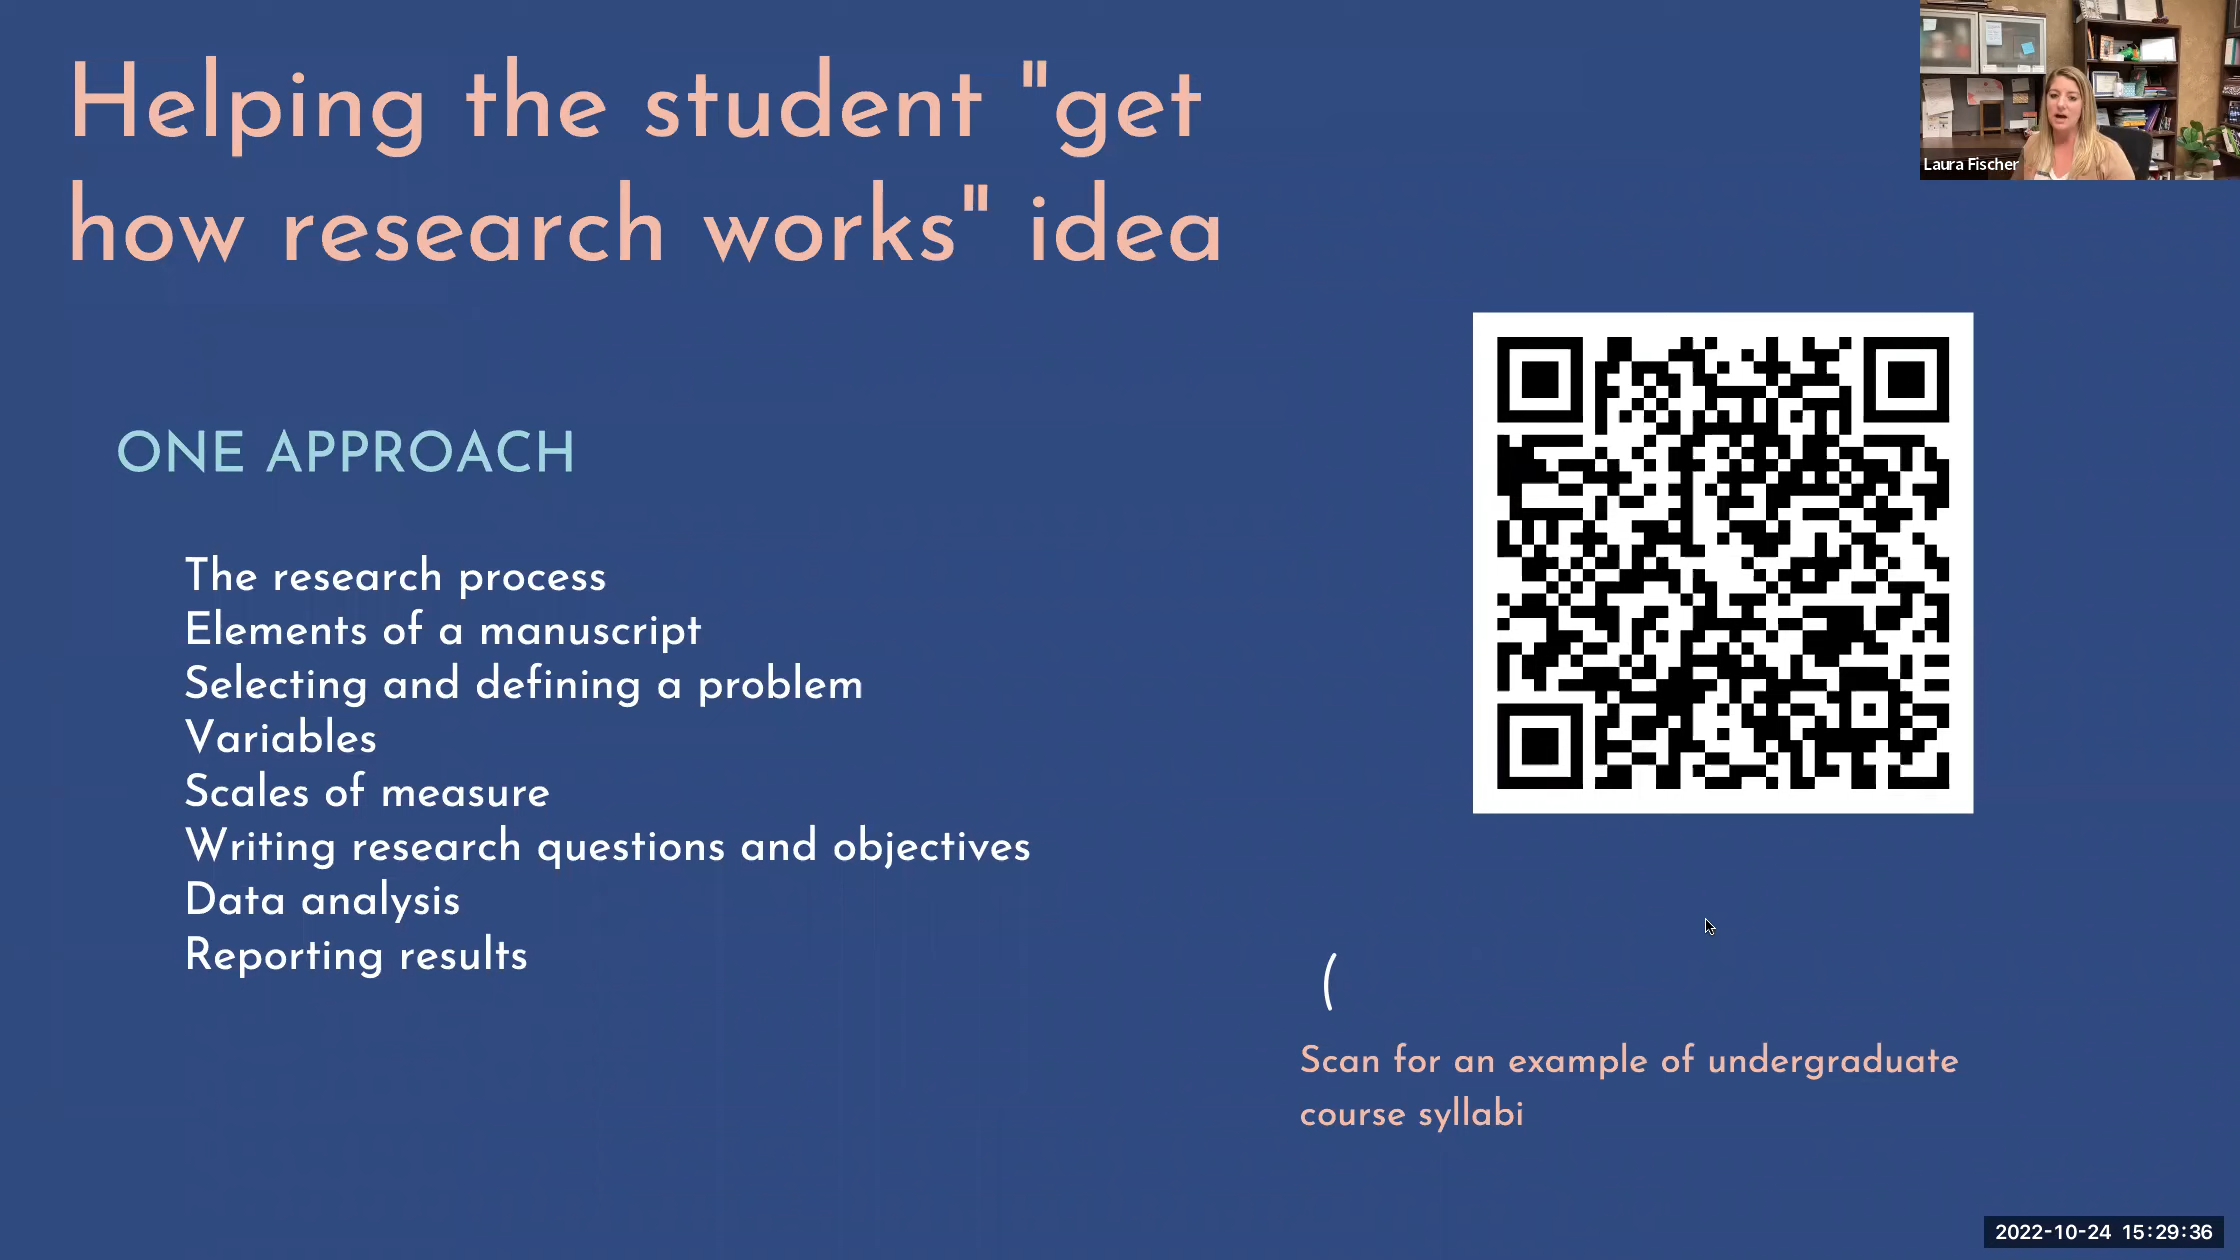 Helping the student "get
how research works" idea
Laura Fischer
ONE APPROACH
The research process
Elements of a manuscript
Selecting and defining a problem
Variables
Scales of measure
Writing research questions and objectives
Data analysis
Reporting results
(
Scan for an example of undergraduate
course syllabi
2022-10-24 15:29:36